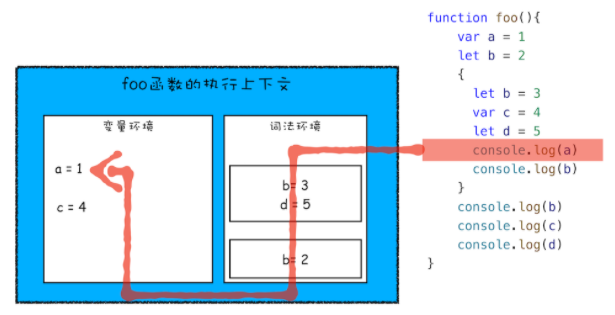 foo函数的执行上下文
变量环境
a = 1
c = 4
词法环境
b= 3
d = 5
b= 2
function foo(){
    var a = 1
    let b = 2
    {
      let b = 3
      var c = 4
      let d = 5
      console.log(a)
      console.log(b)
    }
    console.log(b)
    console.log(c)
    console.log(d)
}